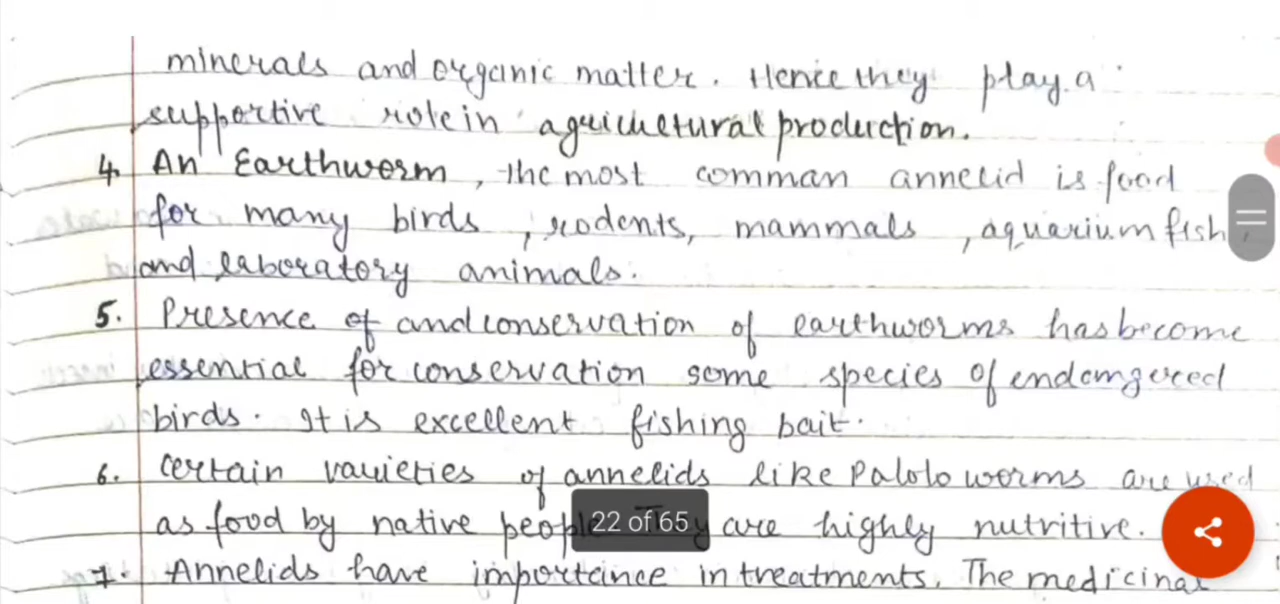 minerals and organic matter. Hence they play a
supportive role in agricultural production.
4. An Earthworm, the most comman annelid is food
for many birds, rodents, mammals, aquarium fish,
and laboratory animals.
5. Presence of and conservation of earthworms has become
essential for conservation some species of endangered
birds. It is excellent fishing bait.
6. certain varieties of annelids like Palolo worms are used
as food by native people They are highly nutritive.
22 of 65
7. Annelids have importance in treatments. The medicinal